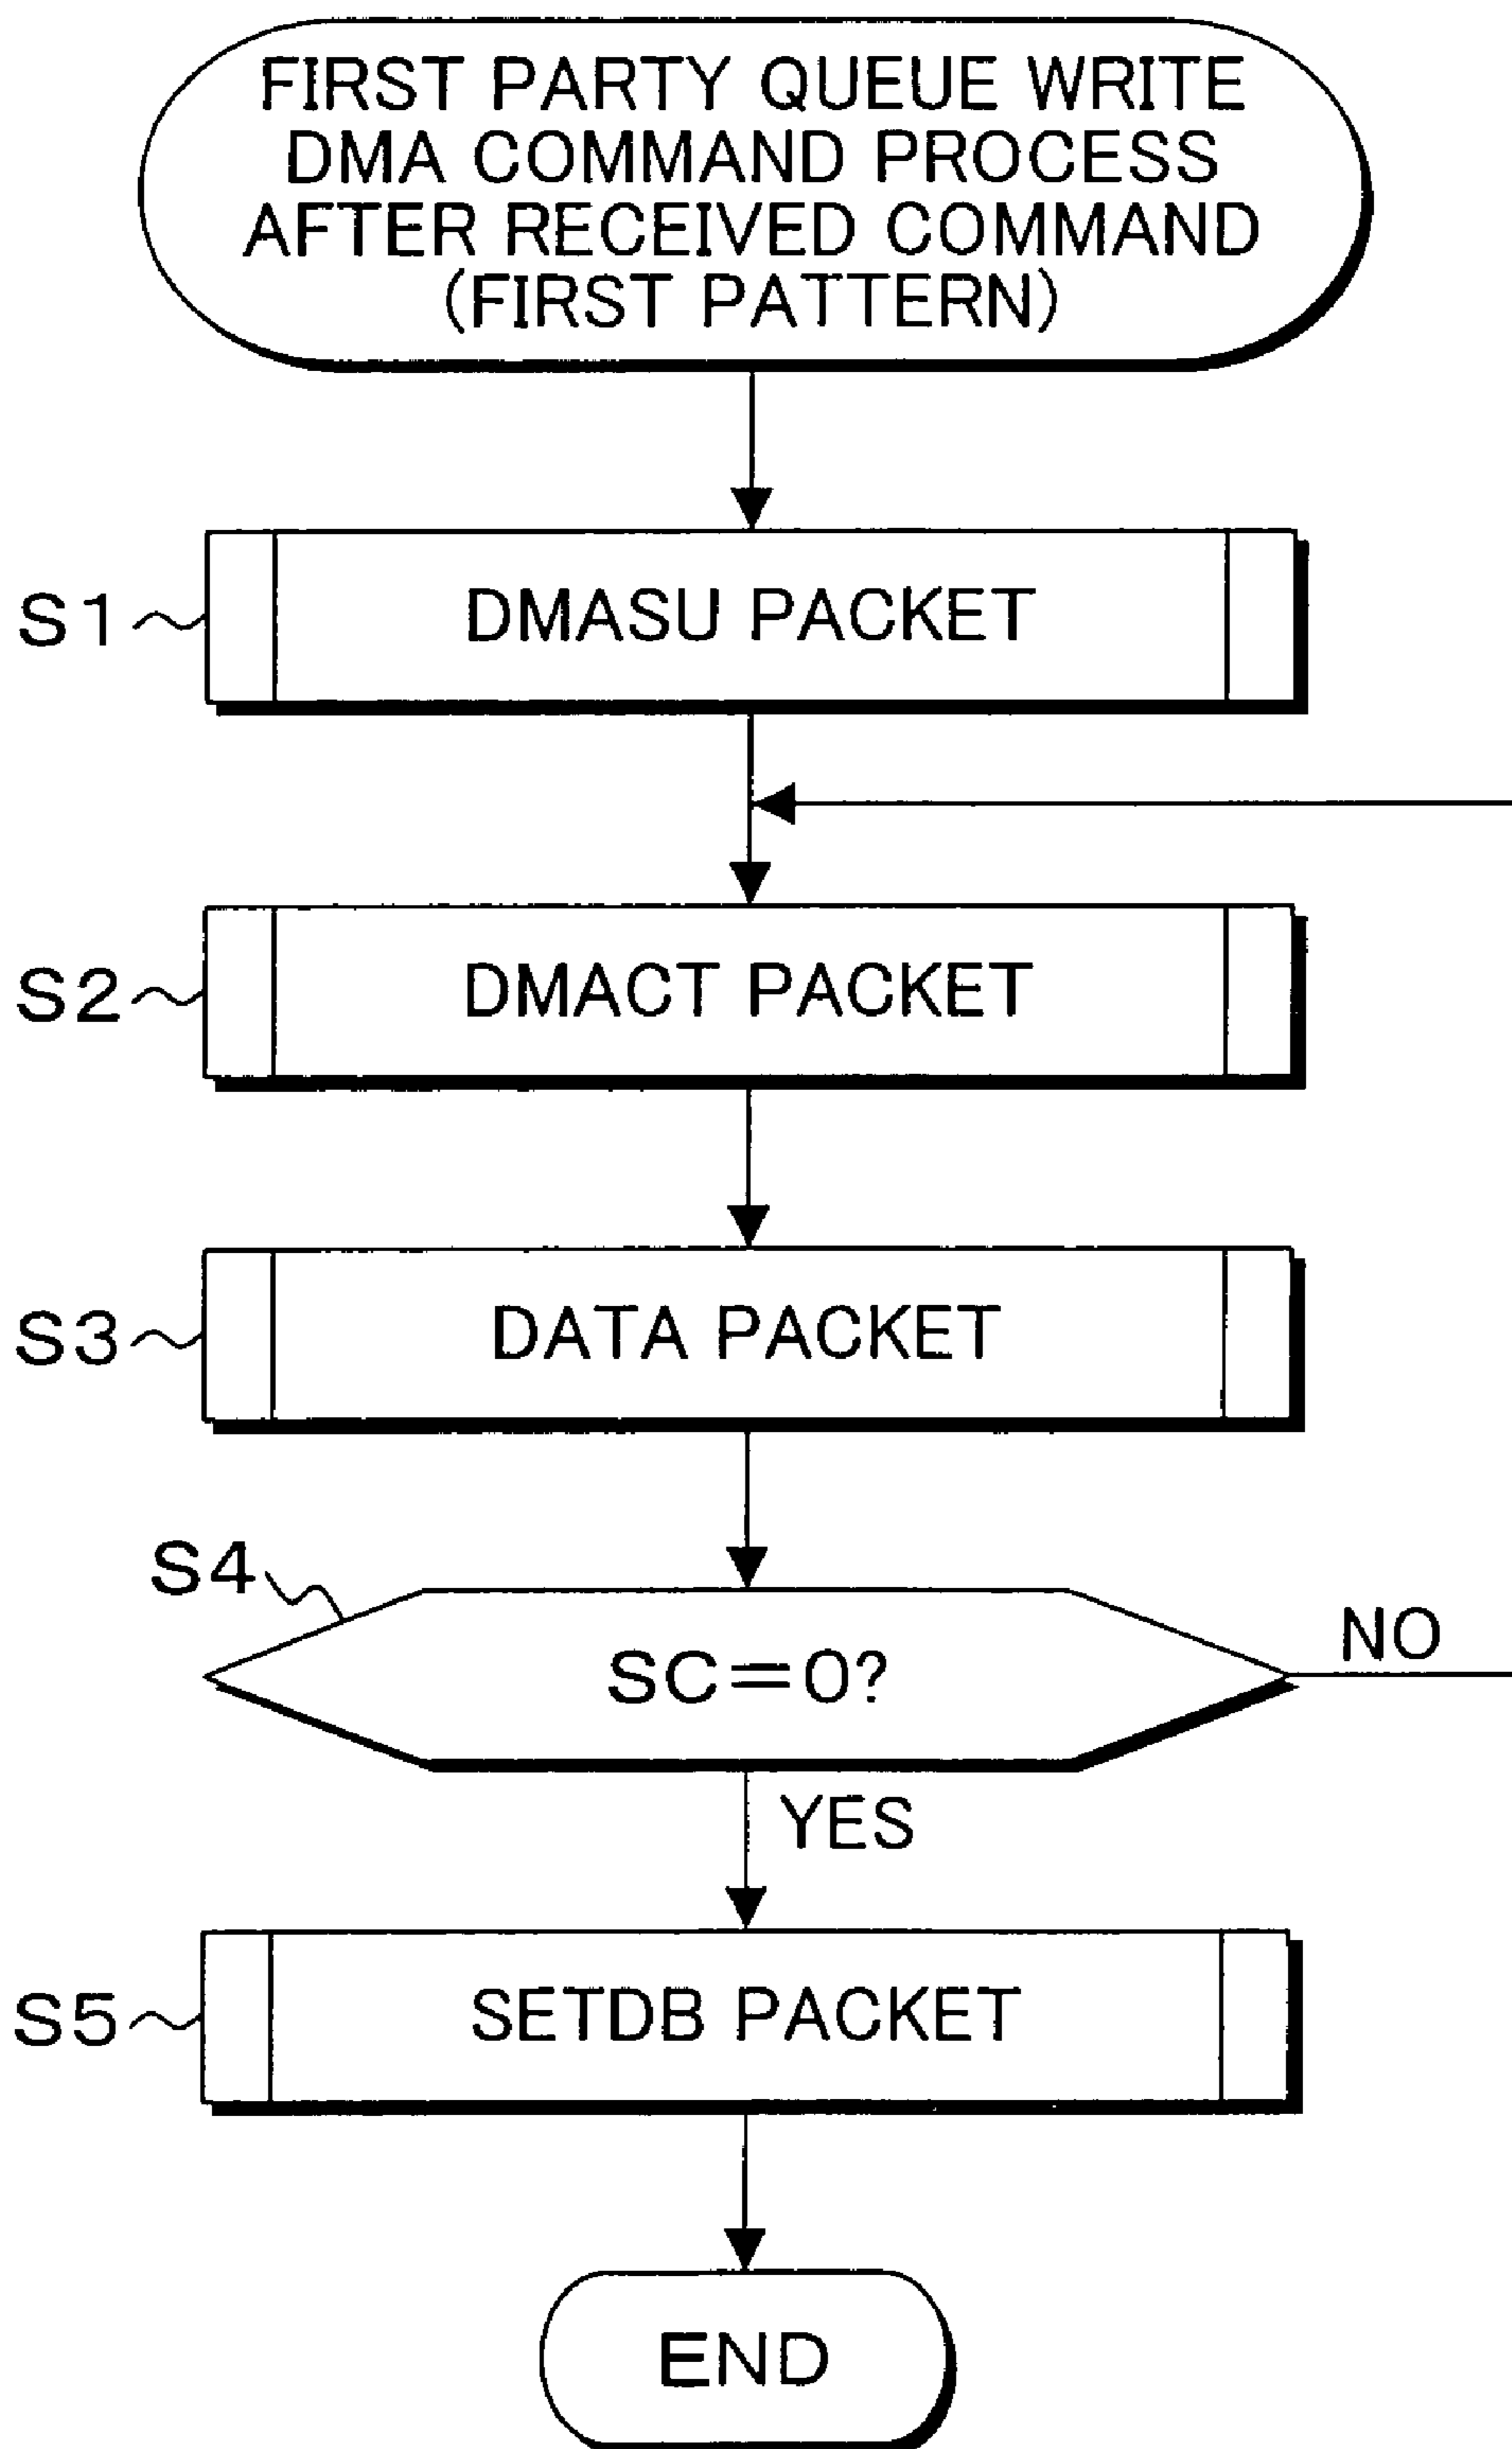 FIRST PARTY QUEUE WRITE
DMA COMMAND PROCESS
AFTER RECEIVED COMMAND
(FIRST PATTERN)
S1
DMASU PACKET
S2
DMACT PACKET
S3
DATA PACKET
S4
SC=0?
NO
YES
S5
SETDB PACKET
END